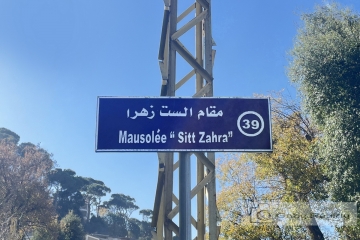 مقام الست زهرا
Mausolée "Sitt Zahra"
39